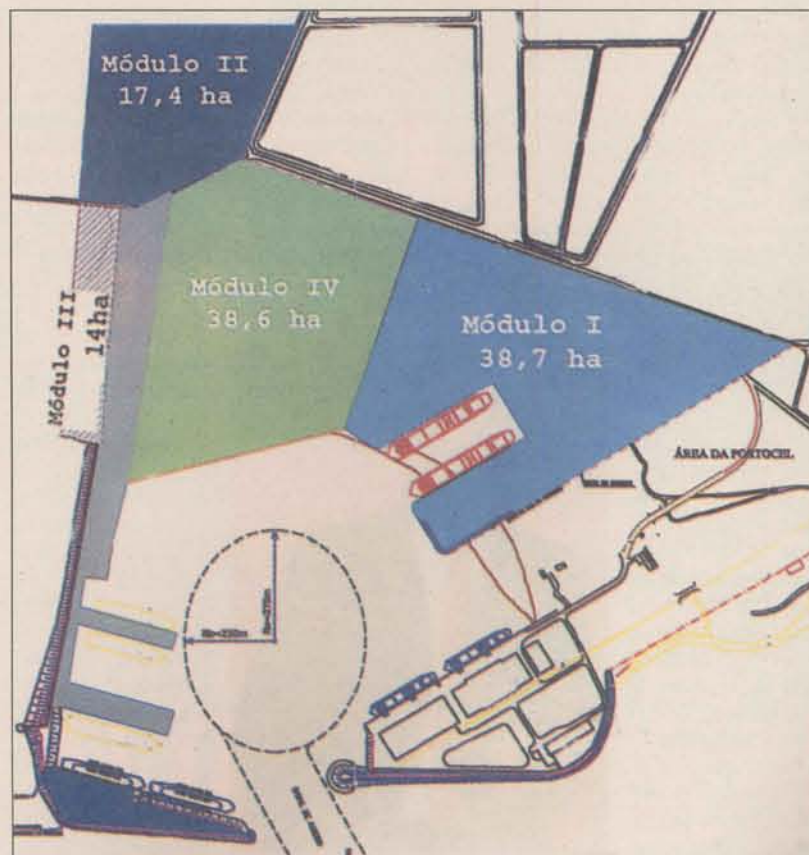 Módulo II
17,4 ha
Módulo III
14ha
Módulo IV
38,6 ha
Módulo I
38,7 ha
ÁREA DA PORTOCEL